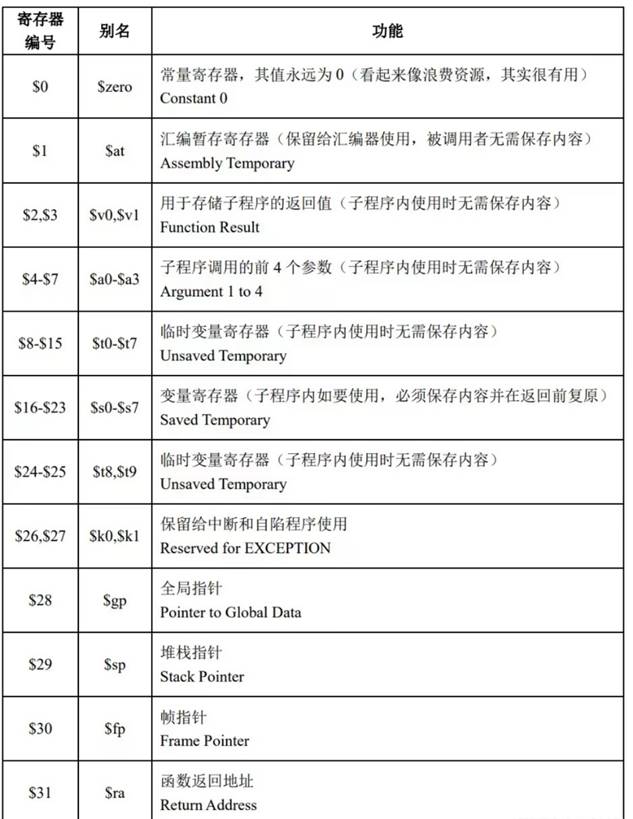 寄存器
编号
别名
功能
$0
$zero
常量寄存器，其值永远为 0（看起来像浪费资源，其实很有用）
Constant 0
$1
$at
汇编暂存寄存器（保留给汇编器使用，被调用者无需保存内容）
Assembly Temporary
$2,$3
$v0,$v1
用于存储子程序的返回值（子程序内使用时无需保存内容）
Function Result
$4-$7
$a0-$a3
子程序调用的前 4 个参数（子程序内使用时无需保存内容）
Argument 1 to 4
$8-$15
$t0-$t7
临时变量寄存器（子程序内使用时无需保存内容）
Unsaved Temporary
$16-$23
$s0-$s7
变量寄存器（子程序内如要使用，必须保存内容并在返回前复原）
Saved Temporary
$24-$25
$t8,$t9
临时变量寄存器（子程序内使用时无需保存内容）
Unsaved Temporary
$26,$27
$k0,$k1
保留给中断和自陷程序使用
Reserved for EXCEPTION
$28
$gp
全局指针
Pointer to Global Data
$29
$sp
堆栈指针
Stack Pointer
$30
$fp
帧指针
Frame Pointer
$31
$ra
函数返回地址
Return Address